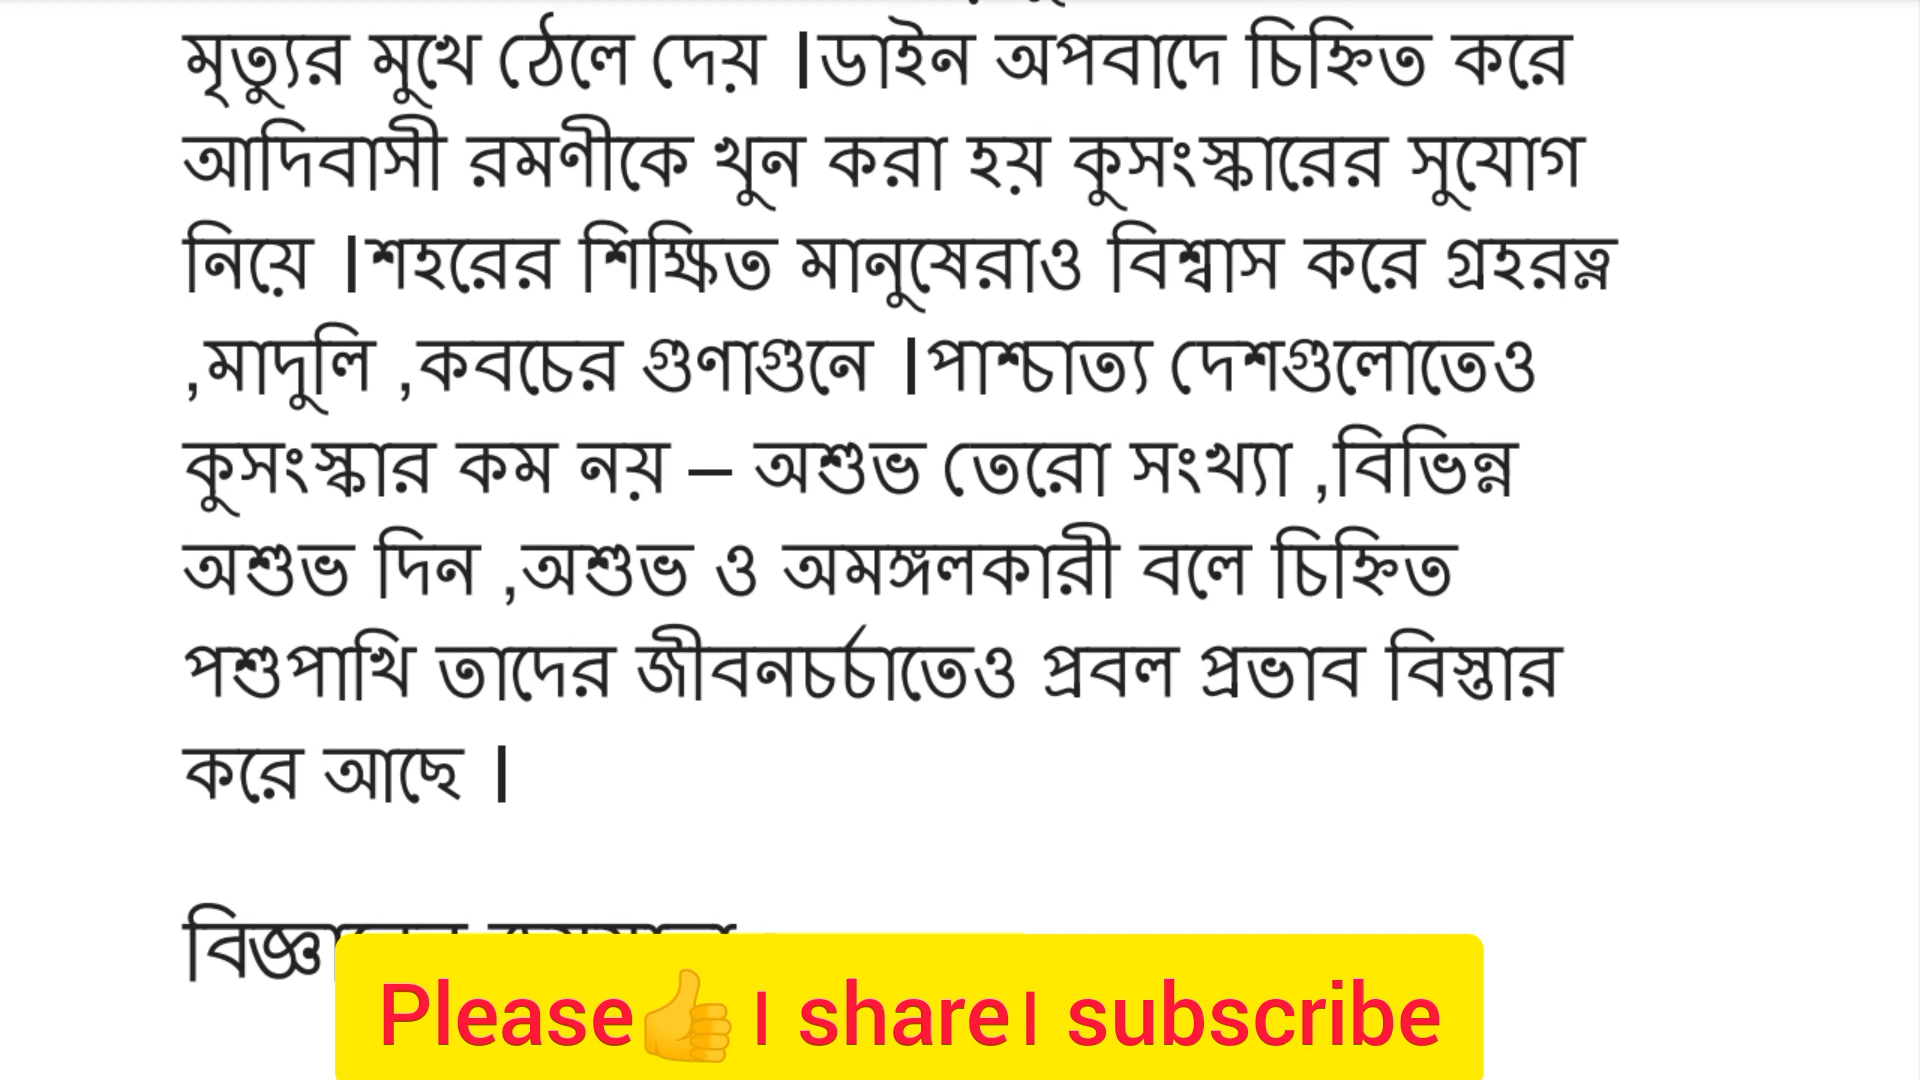 মৃত্যুর মুখে ঠেলে দেয় ।ডাইন অপবাদে চিহ্নিত করে
আদিবাসী রমণীকে খুন করা হয় কুসংস্কারের সুযোগ
নিয়ে ।শহরের শিক্ষিত মানুষেরাও বিশ্বাস করে গ্রহরত্ন
,মাদুলি ,কবচের গুণাগুনে ।পাশ্চাত্য দেশগুলোতেও
কুসংস্কার কম নয় – অশুভ তেরো সংখ্যা ,বিভিন্ন
অশুভ দিন ,অশুভ ও অমঙ্গলকারী বলে চিহ্নিত
পশুপাখি তাদের জীবনচর্চাতেও প্রবল প্রভাব বিস্তার
করে আছে ।
Please👍। share। subscribe